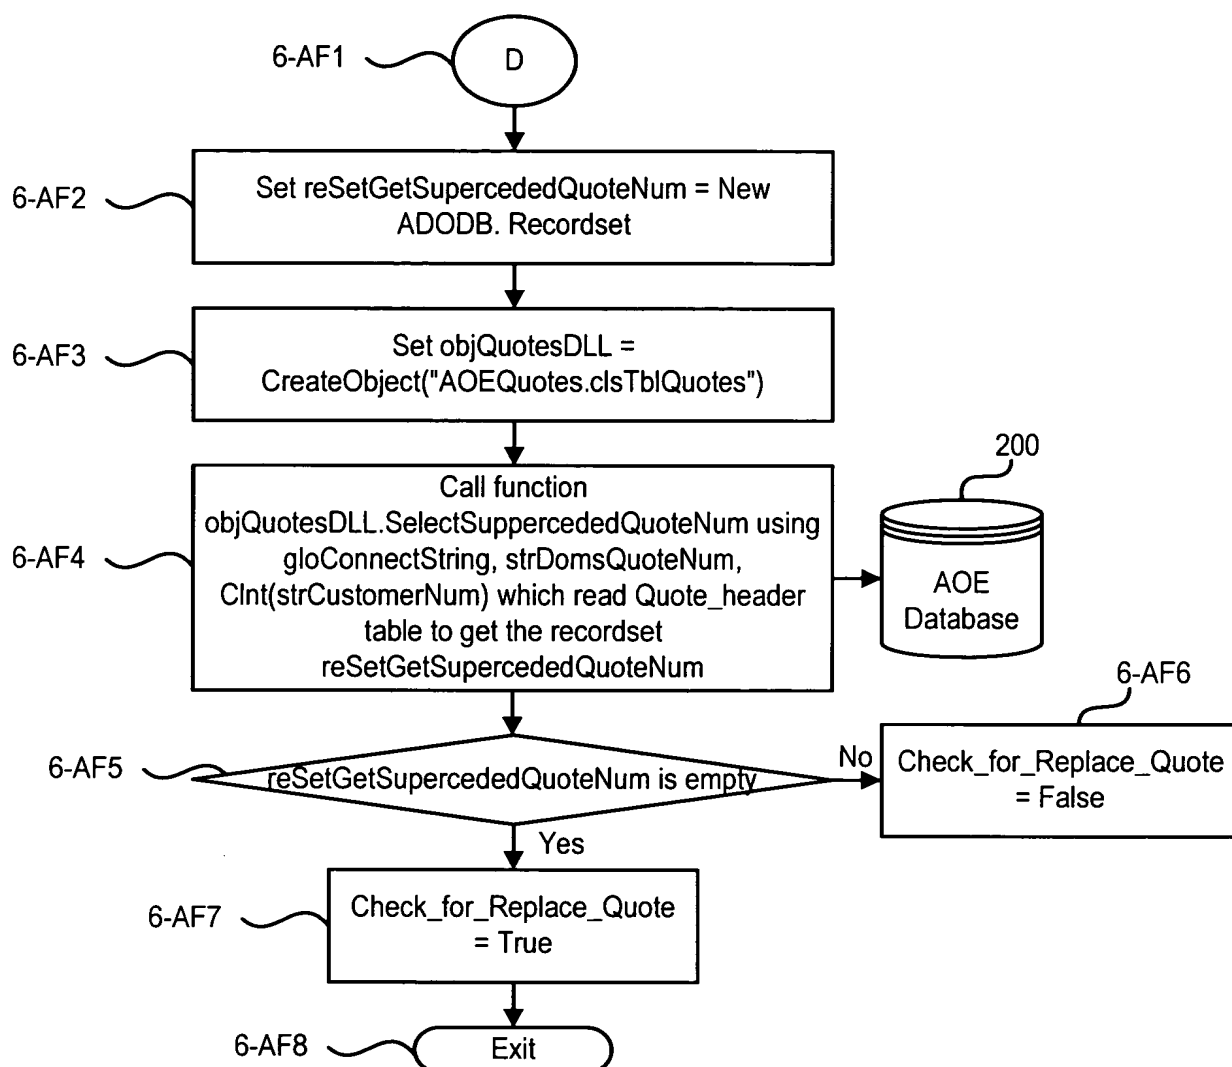 6-AF1
D
6-AF2
Set reSetGetSupercededQuoteNum = New
ADODB. Recordset
6-AF3
Set objQuotesDLL =
CreateObject("AOEQuotes.clsTblQuotes")
200
6-AF4
Call function
objQuotesDLL.SelectSuppercededQuoteNum using
gloConnectString, strDomsQuoteNum,
CInt(strCustomerNum) which read Quote_header
table to get the recordset
reSetGetSupercededQuoteNum
AOE
Database
6-AF5
reSetGetSupercededQuoteNum is empty
No
6-AF6
Check_for_Replace_Quote
= False
Yes
6-AF7
Check_for_Replace_Quote
= True
6-AF8
Exit